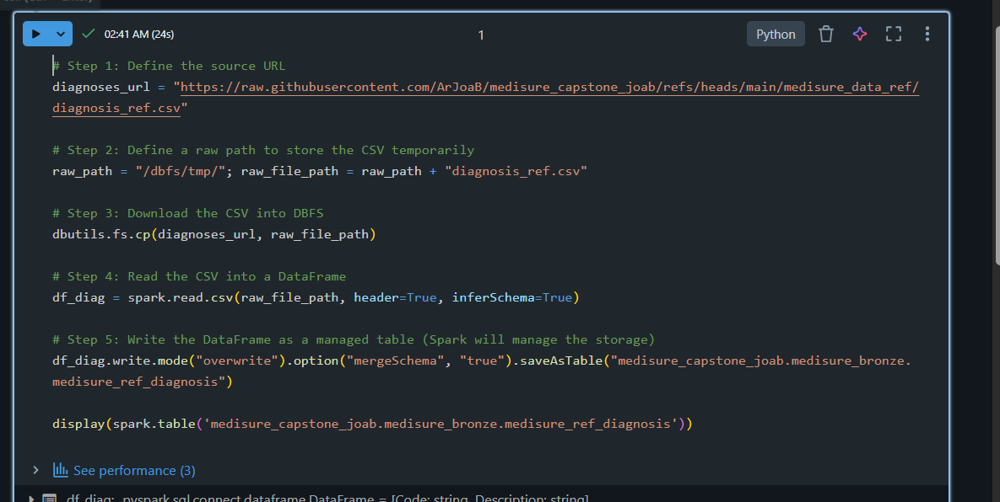 02:41 AM (24s)
1
Python
# Step 1: Define the source URL
diagnoses_url = "https://raw.githubusercontent.com/ArJoaB/medisure_capstone_joab/refs/heads/main/medisure_data_ref/
diagnosis_ref.csv"
# Step 2: Define a raw path to store the CSV temporarily
raw_path = "/dbfs/tmp/"; raw_file_path = raw_path + "diagnosis_ref.csv"
# Step 3: Download the CSV into DBFS
dbutils.fs.cp(diagnoses_url, raw_file_path)
# Step 4: Read the CSV into a DataFrame
df_diag = spark.read.csv(raw_file_path, header=True, inferSchema=True)
# Step 5: Write the DataFrame as a managed table (Spark will manage the storage)
df_diag.write.mode("overwrite").option("mergeSchema", "true").saveAsTable("medisure_capstone_joab.medisure_bronze.
medisure_ref_diagnosis")
display(spark.table('medisure_capstone_joab.medisure_bronze.medisure_ref_diagnosis'))
See performance (3)
df_diag: pyspark.sql.connect.dataframe.DataFrame = [Code: string, Description: string]